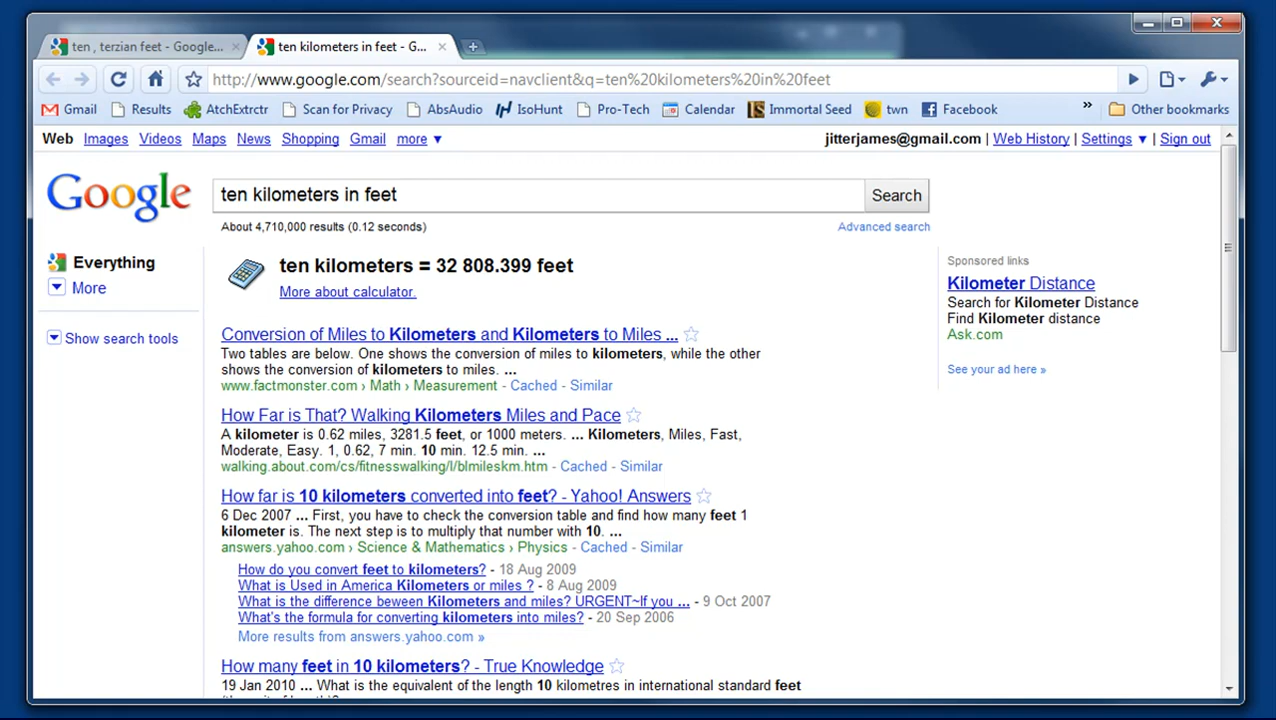 ten , terzian feet - Google...
ten kilometers in feet - G...
http://www.google.com/search?sourceid=navclient&q=ten%20kilometers%20in%20feet
Gmail Results AtchExtrctr Scan for Privacy AbsAudio IsoHunt Pro-Tech Calendar Immortal Seed twn Facebook » Other bookmarks
Web Images Videos Maps News Shopping Gmail more ▼ jitterjames@gmail.com | Web History | Settings ▼ | Sign out
Google ten kilometers in feet Search
About 4,710,000 results (0.12 seconds) Advanced search
Everything
More
Show search tools
ten kilometers = 32 808.399 feet
More about calculator.
Conversion of Miles to Kilometers and Kilometers to Miles ...
Two tables are below. One shows the conversion of miles to kilometers, while the other
shows the conversion of kilometers to miles. ...
www.factmonster.com › Math › Measurement - Cached - Similar
How Far is That? Walking Kilometers Miles and Pace
A kilometer is 0.62 miles, 3281.5 feet, or 1000 meters. ... Kilometers, Miles, Fast,
Moderate, Easy. 1, 0.62, 7 min. 10 min. 12.5 min. ...
walking.about.com/cs/fitnesswalking/l/blmileskm.htm - Cached - Similar
How far is 10 kilometers converted into feet? - Yahoo! Answers
6 Dec 2007 ... First, you have to check the conversion table and find how many feet 1
kilometer is. The next step is to multiply that number with 10. ...
answers.yahoo.com › Science & Mathematics › Physics - Cached - Similar
How do you convert feet to kilometers? - 18 Aug 2009
What is Used in America Kilometers or miles ? - 8 Aug 2009
What is the difference beween Kilometers and miles? URGENT~If you ... - 9 Oct 2007
What's the formula for converting kilometers into miles? - 20 Sep 2006
More results from answers.yahoo.com »
How many feet in 10 kilometers? - True Knowledge
19 Jan 2010 ... What is the equivalent of the length 10 kilometres in international standard feet
Sponsored links
Kilometer Distance
Search for Kilometer Distance
Find Kilometer distance
Ask.com
See your ad here »